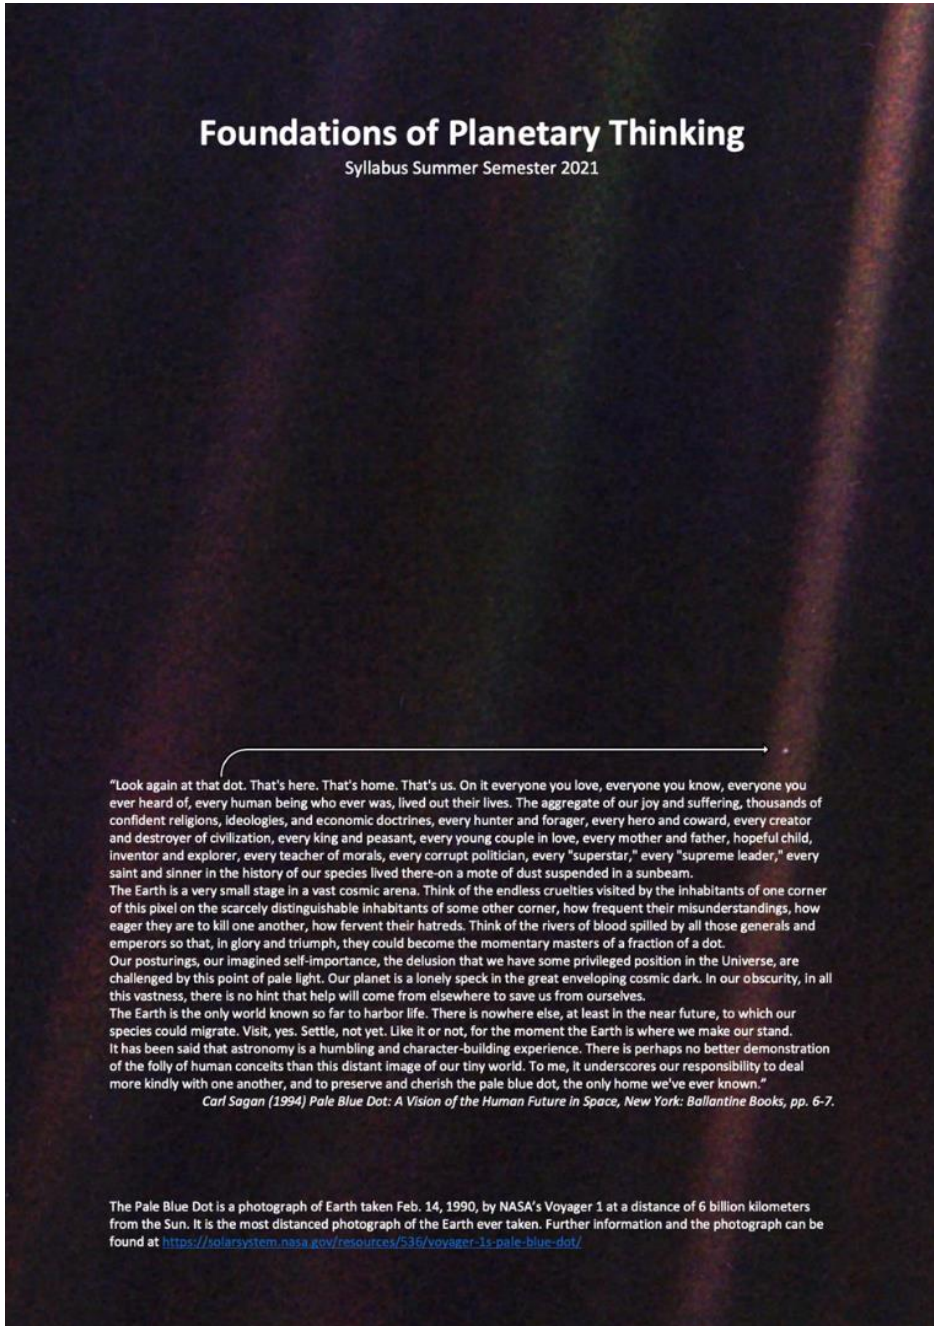 Foundations of Planetary Thinking
Syllabus Summer Semester 2021
“Look again at that dot. That's here. That's home. That's us. On it everyone you love, everyone you know, everyone you
ever heard of, every human being who ever was, lived out their lives. The aggregate of our joy and suffering, thousands of
confident religions, ideologies, and economic doctrines, every hunter and forager, every hero and coward, every creator
and destroyer of civilization, every king and peasant, every young couple in love, every mother and father, hopeful child,
inventor and explorer, every teacher of morals, every corrupt politician, every "superstar," every "supreme leader," every
saint and sinner in the history of our species lived there-on a mote of dust suspended in a sunbeam.
The Earth is a very small stage in a vast cosmic arena. Think of the endless cruelties visited by the inhabitants of one corner
of this pixel on the scarcely distinguishable inhabitants of some other corner, how frequent their misunderstandings, how
eager they are to kill one another, how fervent their hatreds. Think of the rivers of blood spilled by all those generals and
emperors so that, in glory and triumph, they could become the momentary masters of a fraction of a dot.
Our posturings, our imagined self-importance, the delusion that we have some privileged position in the Universe, are
challenged by this point of pale light. Our planet is a lonely speck in the great enveloping cosmic dark. In our obscurity, in all
this vastness, there is no hint that help will come from elsewhere to save us from ourselves.
The Earth is the only world known so far to harbor life. There is nowhere else, at least in the near future, to which our
species could migrate. Visit, yes. Settle, not yet. Like it or not, for the moment the Earth is where we make our stand.
It has been said that astronomy is a humbling and character-building experience. There is perhaps no better demonstration
of the folly of human conceits than this distant image of our tiny world. To me, it underscores our responsibility to deal
more kindly with one another, and to preserve and cherish the pale blue dot, the only home we've ever known.”
Carl Sagan (1994) Pale Blue Dot: A Vision of the Human Future in Space, New York: Ballantine Books, pp. 6-7.
The Pale Blue Dot is a photograph of Earth taken Feb. 14, 1990, by NASA’s Voyager 1 at a distance of 6 billion kilometers
from the Sun. It is the most distanced photograph of the Earth ever taken. Further information and the photograph can be
found at https://solarsystem.nasa.gov/resources/536/voyager-1s-pale-blue-dot/